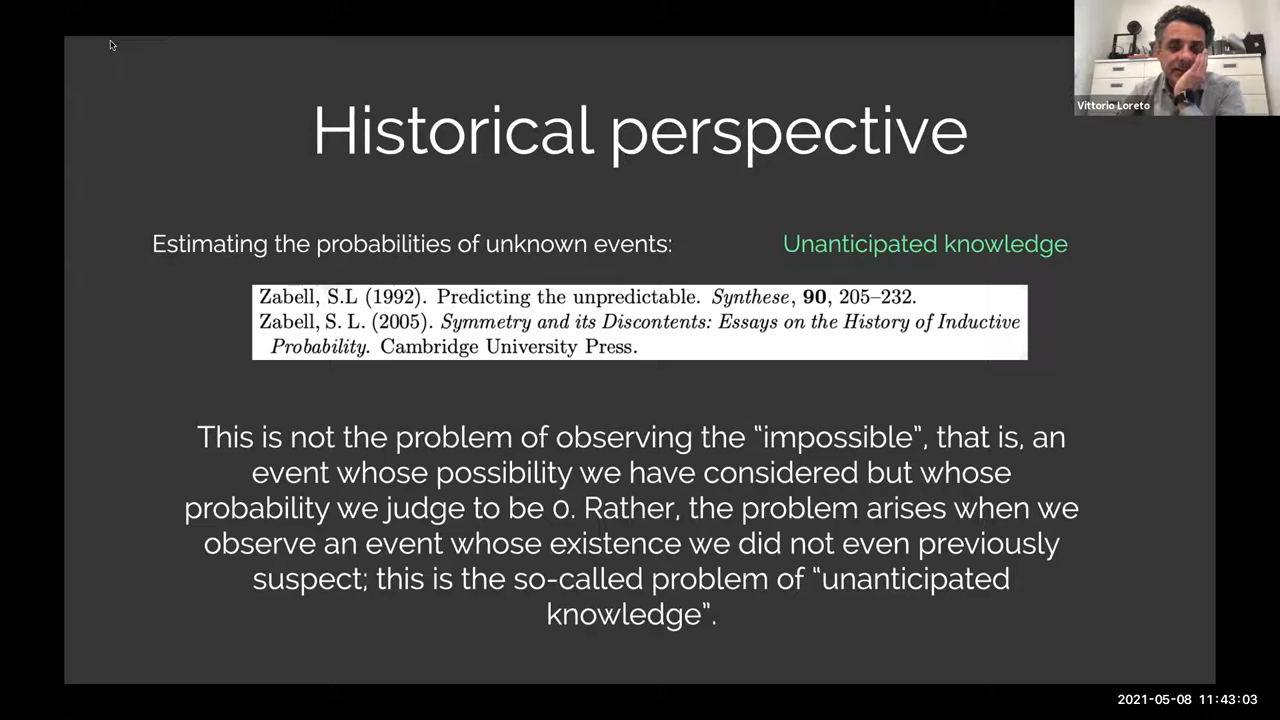 Vittorio Loreto
Historical perspective
Estimating the probabilities of unknown events:
Unanticipated knowledge
Zabell, S.L (1992). Predicting the unpredictable. Synthese, 90, 205–232.
Zabell, S. L. (2005). Symmetry and its Discontents: Essays on the History of Inductive
Probability. Cambridge University Press.
This is not the problem of observing the “impossible”, that is, an
event whose possibility we have considered but whose
probability we judge to be 0. Rather, the problem arises when we
observe an event whose existence we did not even previously
suspect; this is the so-called problem of “unanticipated
knowledge”.
2021-05-08 11:43:03